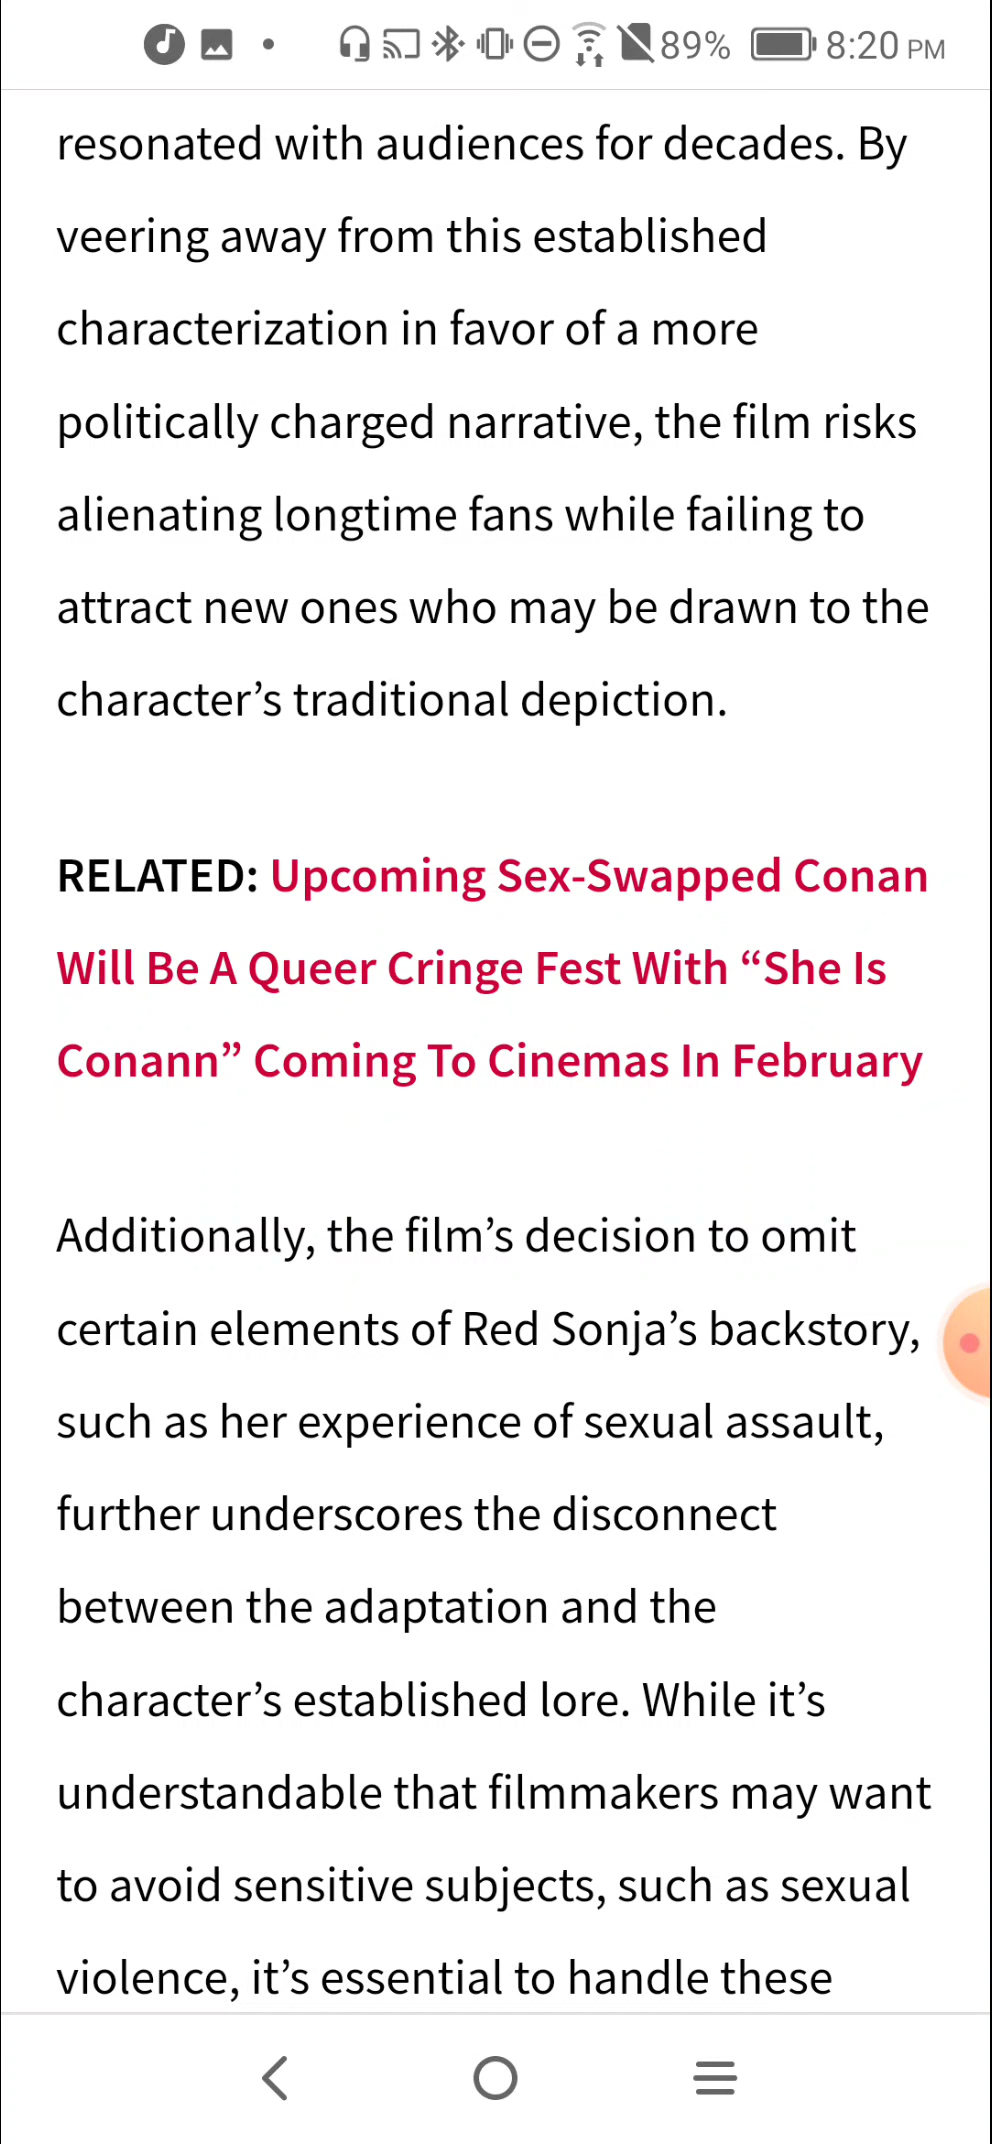 89% 8:20 PM
resonated with audiences for decades. By
veering away from this established
characterization in favor of a more
politically charged narrative, the film risks
alienating longtime fans while failing to
attract new ones who may be drawn to the
character’s traditional depiction.
RELATED: Upcoming Sex-Swapped Conan
Will Be A Queer Cringe Fest With “She Is
Conann” Coming To Cinemas In February
Additionally, the film’s decision to omit
certain elements of Red Sonja’s backstory,
such as her experience of sexual assault,
further underscores the disconnect
between the adaptation and the
character’s established lore. While it’s
understandable that filmmakers may want
to avoid sensitive subjects, such as sexual
violence, it’s essential to handle these